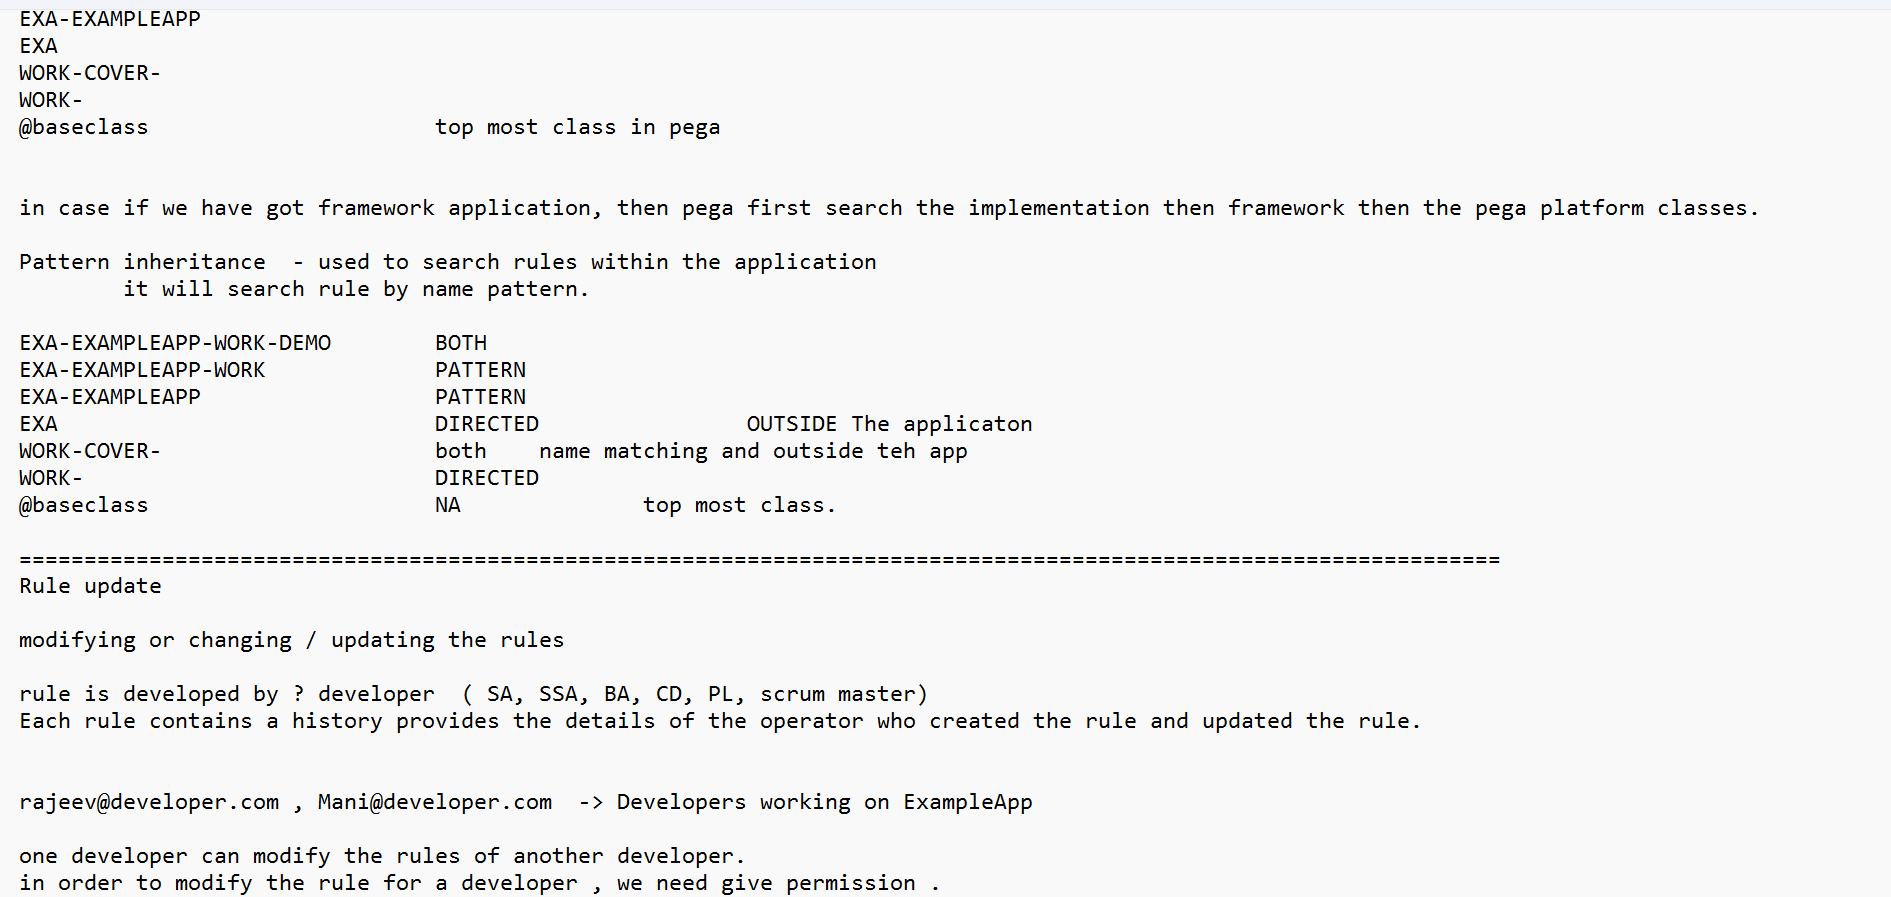 EXA-EXAMPLEAPP
EXA
WORK-COVER-
WORK-
@baseclass top most class in pega
in case if we have got framework application, then pega first search the implementation then framework then the pega platform classes.
Pattern inheritance - used to search rules within the application
it will search rule by name pattern.
EXA-EXAMPLEAPP-WORK-DEMO BOTH
EXA-EXAMPLEAPP-WORK PATTERN
EXA-EXAMPLEAPP PATTERN
EXA DIRECTED OUTSIDE The applicaton
WORK-COVER- both name matching and outside teh app
WORK- DIRECTED
@baseclass NA top most class.
==================================================================================================================
Rule update
modifying or changing / updating the rules
rule is developed by ? developer ( SA, SSA, BA, CD, PL, scrum master)
Each rule contains a history provides the details of the operator who created the rule and updated the rule.
rajeev@developer.com , Mani@developer.com -> Developers working on ExampleApp
one developer can modify the rules of another developer.
in order to modify the rule for a developer , we need give permission .